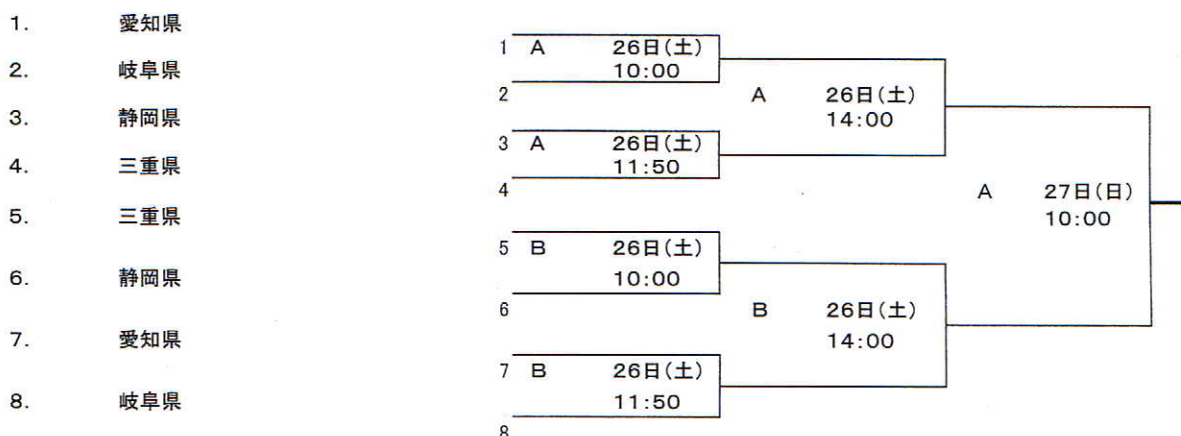 1. 愛知県
2. 岐阜県
3. 静岡県
4. 三重県
5. 三重県
6. 静岡県
7. 愛知県
8. 岐阜県
1 A 26日(土)
10:00
2
3 A 26日(土)
11:50
4
5 B 26日(土)
10:00
6
7 B 26日(土)
11:50
8
A 26日(土)
14:00
B 26日(土)
14:00
A 27日(日)
10:00